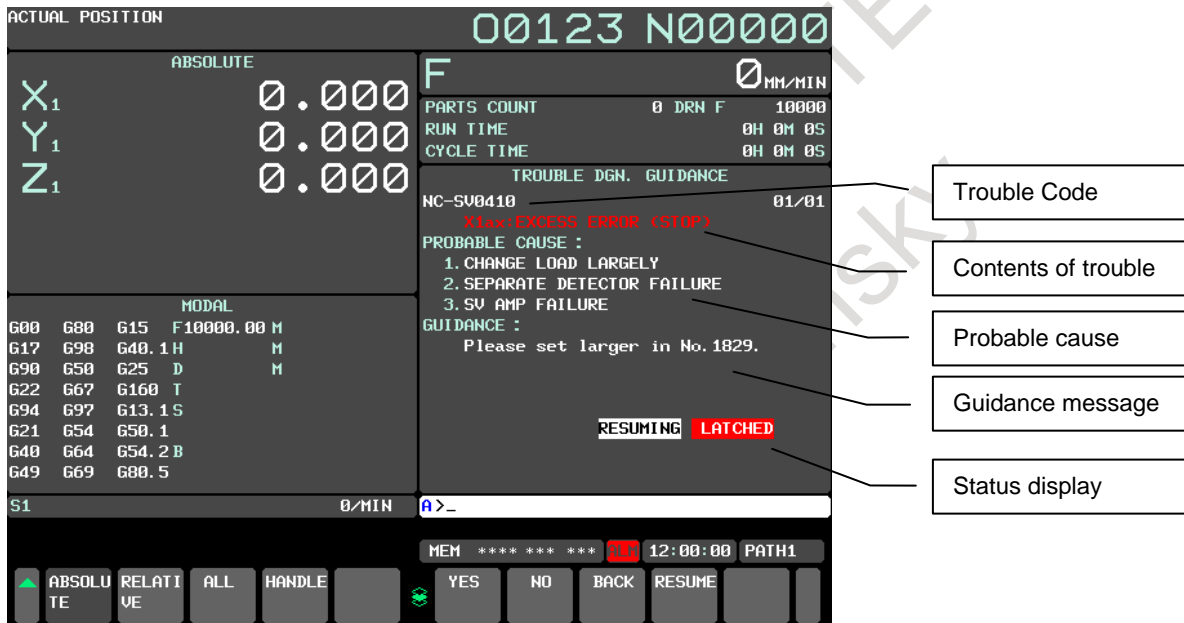 ACTUAL POSITION
O0123 N00000
ABSOLUTE
X1 0.000
Y1 0.000
Z1 0.000
F 0 MM/MIN
PARTS COUNT 0 DRN F 10000
RUN TIME 0H 0M 0S
CYCLE TIME 0H 0M 0S
TROUBLE DGN. GUIDANCE
NC-SV0410 01/01
X1ax:EXCESS ERROR (STOP)
PROBABLE CAUSE :
1. CHANGE LOAD LARGELY
2. SEPARATE DETECTOR FAILURE
3. SV AMP FAILURE
GUIDANCE :
Please set larger in No.1829.
RESUMING LATCHED
MODAL
G00 G80 G15 F10000.00 M
G17 G98 G40.1 H M
G90 G50 G25 D M
G22 G67 G160 T
G94 G97 G13.1 S
G21 G54 G50.1
G40 G64 G54.2 B
G49 G69 G80.5
S1 0/MIN
A>_
MEM **** *** *** ALM 12:00:00 PATH1
ABSOLUTE RELATIVE ALL HANDLE
YES NO BACK RESUME
Trouble Code
Contents of trouble
Probable cause
Guidance message
Status display